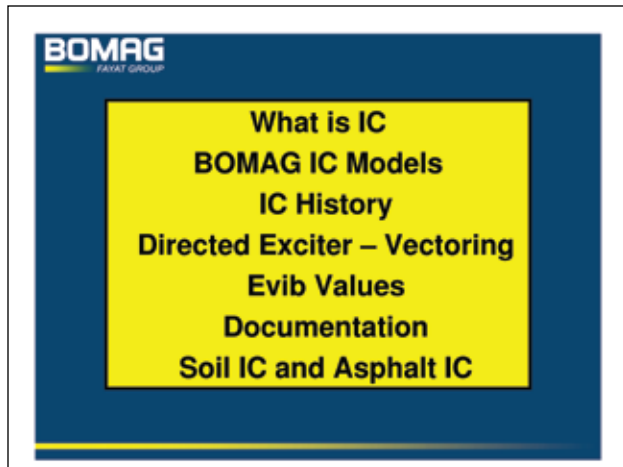 BOMAG
FAYAT GROUP
What is IC
BOMAG IC Models
IC History
Directed Exciter – Vectoring
Evib Values
Documentation
Soil IC and Asphalt IC